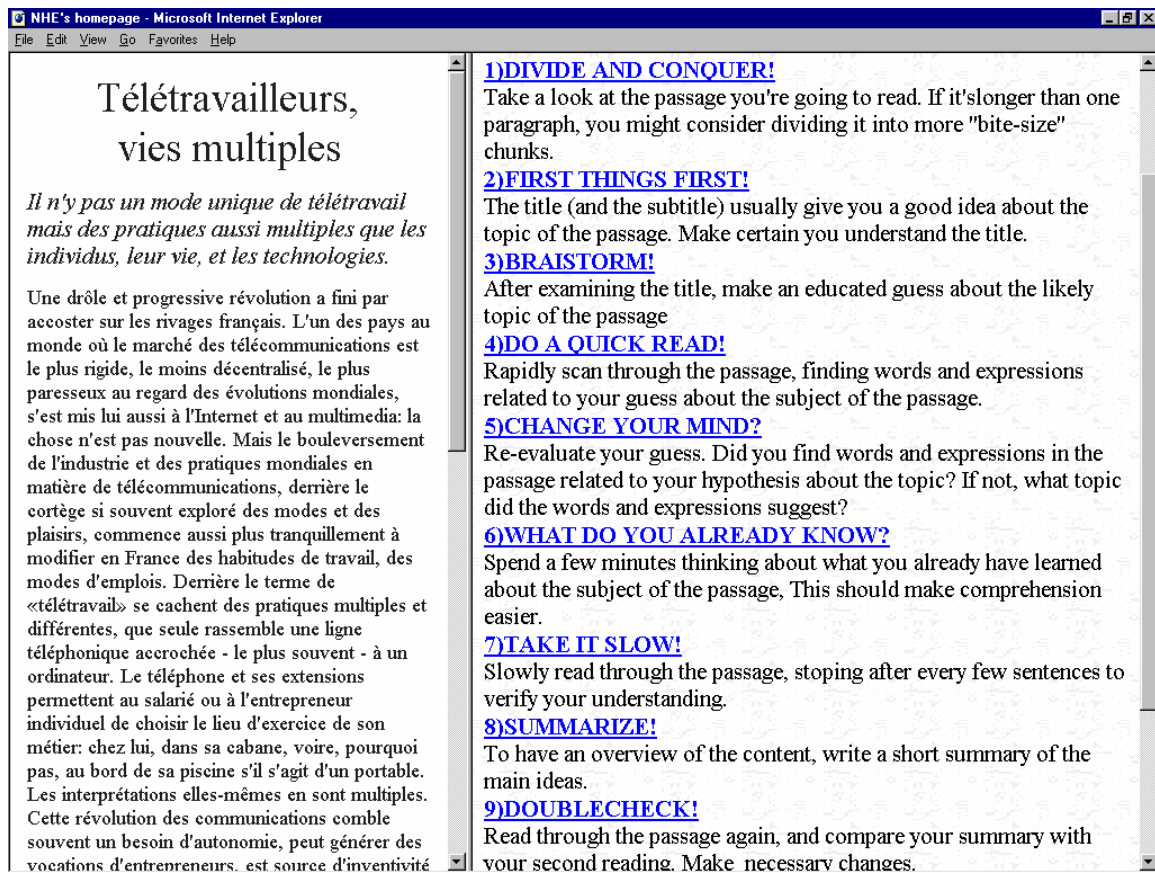 NHE's homepage - Microsoft Internet Explorer
File Edit View Go Favorites Help
Télétravailleurs,
vies multiples
Il n'y pas un mode unique de télétravail
mais des pratiques aussi multiples que les
individus, leur vie, et les technologies.
Une drôle et progressive révolution a fini par
accoster sur les rivages français. L'un des pays au
monde où le marché des télécommunications est
le plus rigide, le moins décentralisé, le plus
paresseux au regard des évolutions mondiales,
s'est mis lui aussi à l'Internet et au multimedia: la
chose n'est pas nouvelle. Mais le bouleversement
de l'industrie et des pratiques mondiales en
matière de télécommunications, derrière le
cortège si souvent exploré des modes et des
plaisirs, commence aussi plus tranquillement à
modifier en France des habitudes de travail, des
modes d'emplois. Derrière le terme de
«télétravail» se cachent des pratiques multiples et
différentes, que seule rassemble une ligne
téléphonique accrochée - le plus souvent - à un
ordinateur. Le téléphone et ses extensions
permettent au salarié ou à l'entrepreneur
individuel de choisir le lieu d'exercice de son
métier: chez lui, dans sa cabane, voire, pourquoi
pas, au bord de sa piscine s'il s'agit d'un portable.
Les interprétations elles-mêmes en sont multiples.
Cette révolution des communications comble
souvent un besoin d'autonomie, peut générer des
vocations d'entrepreneurs, est source d'inventivité
1)DIVIDE AND CONQUER!
Take a look at the passage you're going to read. If it'slonger than one
paragraph, you might consider dividing it into more "bite-size"
chunks.
2)FIRST THINGS FIRST!
The title (and the subtitle) usually give you a good idea about the
topic of the passage. Make certain you understand the title.
3)BRAISTORM!
After examining the title, make an educated guess about the likely
topic of the passage
4)DO A QUICK READ!
Rapidly scan through the passage, finding words and expressions
related to your guess about the subject of the passage.
5)CHANGE YOUR MIND?
Re-evaluate your guess. Did you find words and expressions in the
passage related to your hypothesis about the topic? If not, what topic
did the words and expressions suggest?
6)WHAT DO YOU ALREADY KNOW?
Spend a few minutes thinking about what you already have learned
about the subject of the passage, This should make comprehension
easier.
7)TAKE IT SLOW!
Slowly read through the passage, stoping after every few sentences to
verify your understanding.
8)SUMMARIZE!
To have an overview of the content, write a short summary of the
main ideas.
9)DOUBLECHECK!
Read through the passage again, and compare your summary with
your second reading. Make necessary changes.